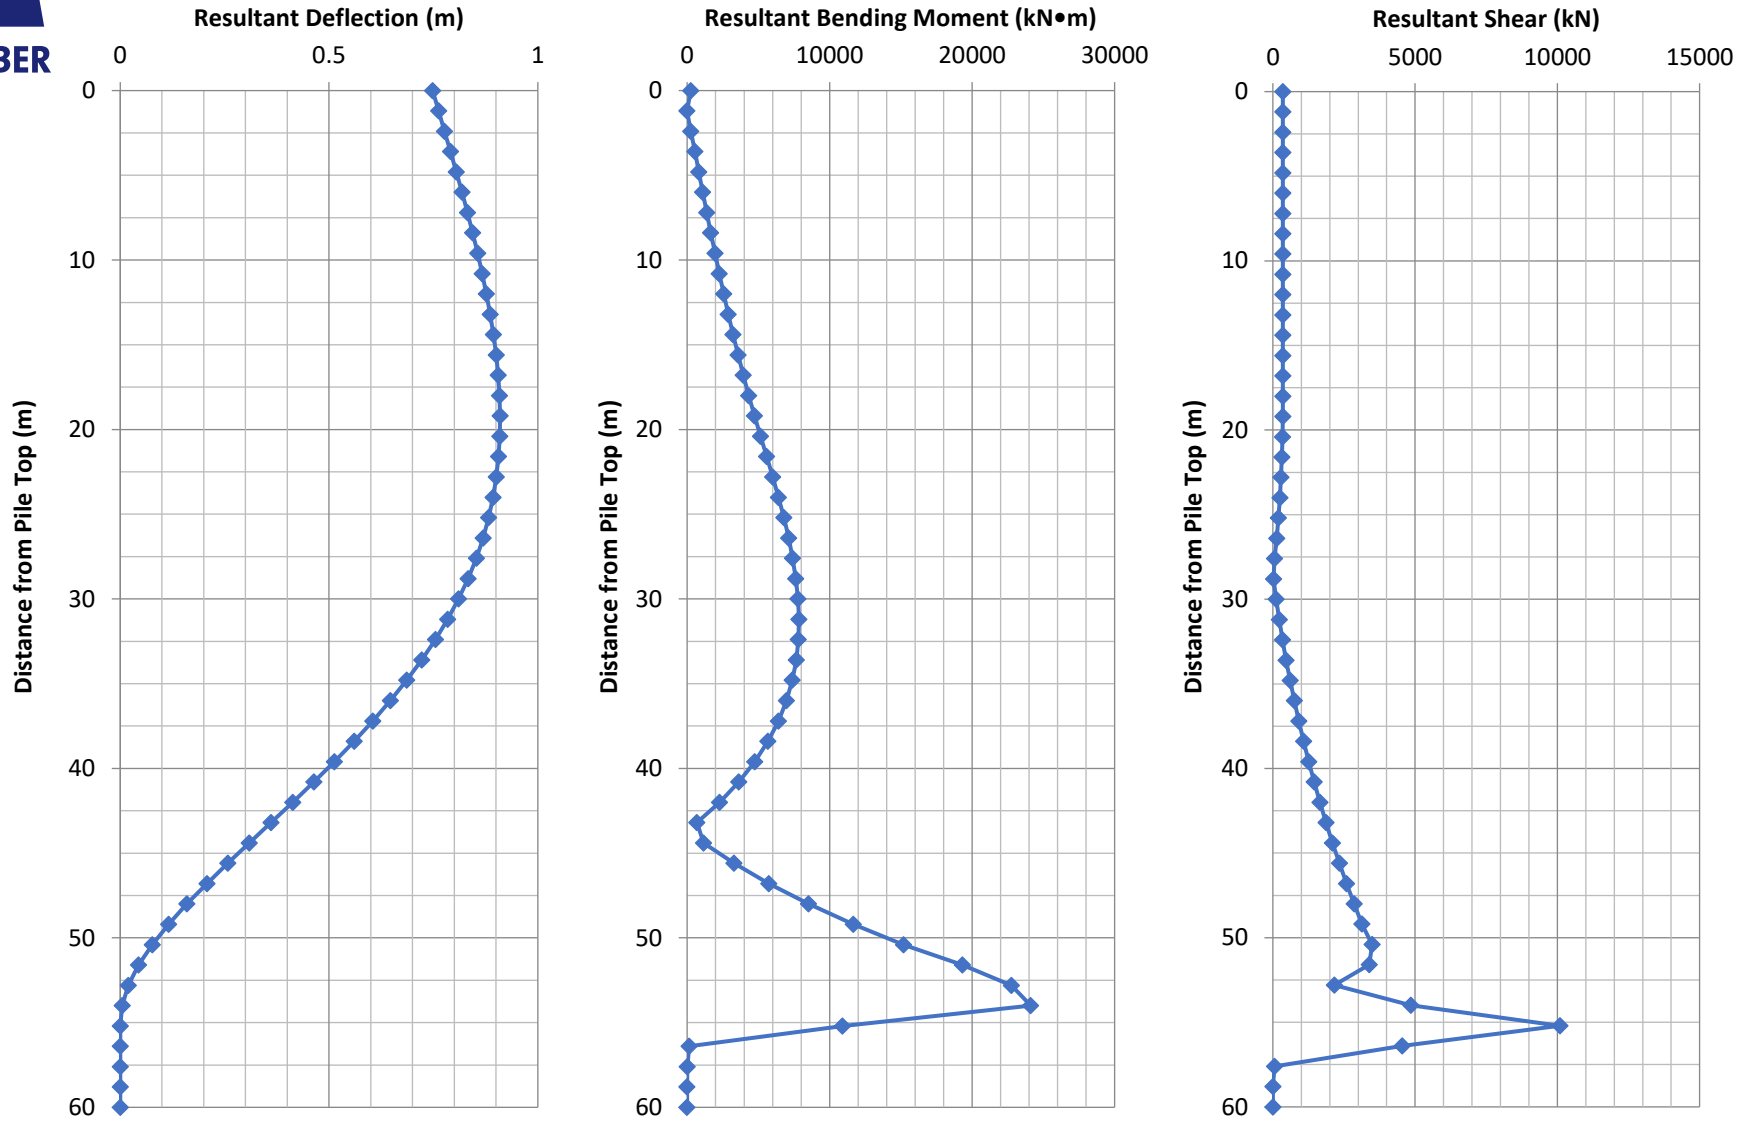 BER
Resultant Deflection (m)
0 0.5 1
0
10
20
30
40
50
60
Distance from Pile Top (m)
Resultant Bending Moment (kN•m)
0 10000 20000 30000
0
10
20
30
40
50
60
Distance from Pile Top (m)
Resultant Shear (kN)
0 5000 10000 15000
0
10
20
30
40
50
60
Distance from Pile Top (m)